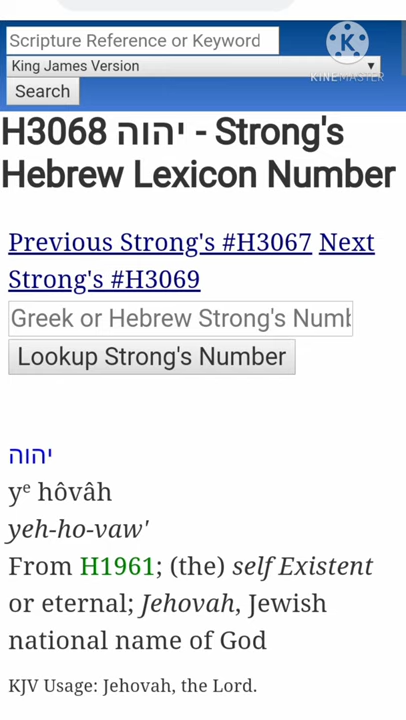 Scripture Reference or Keyword
King James Version
Search
KINEMASTER
H3068 יהוה - Strong's
Hebrew Lexicon Number
Previous Strong's #H3067 Next
Strong's #H3069
Greek or Hebrew Strong's Numb
Lookup Strong's Number
יהוה
yᵉ hôvâh
yeh-ho-vaw'
From H1961; (the) self Existent
or eternal; Jehovah, Jewish
national name of God
KJV Usage: Jehovah, the Lord.